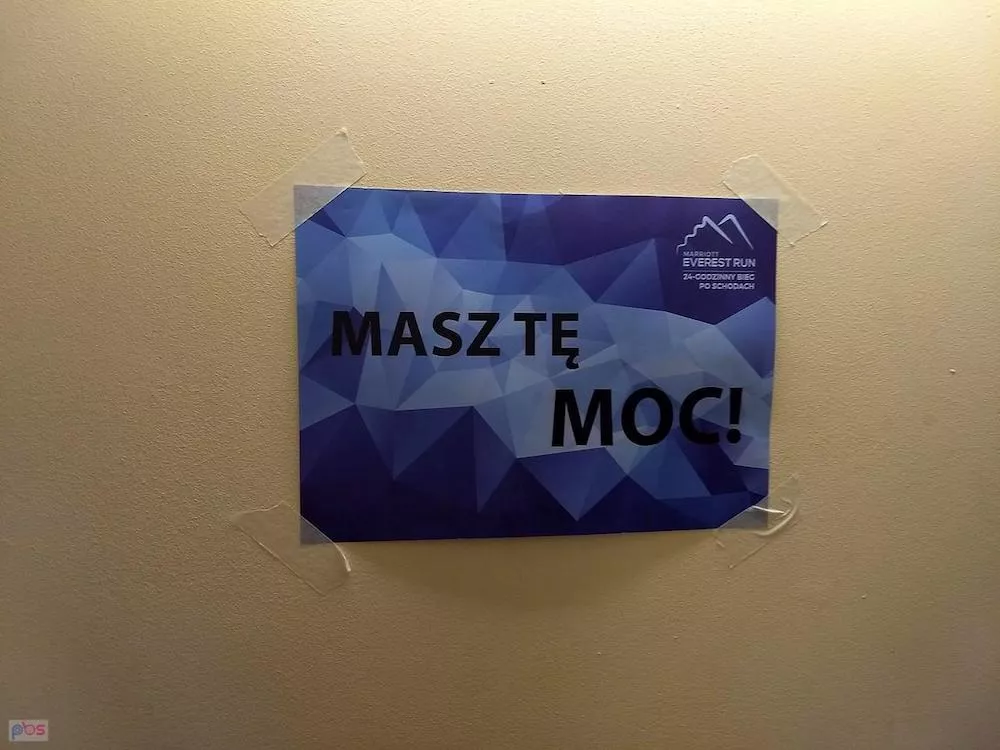 MARRIOTT
EVEREST RUN
24-GODZINNY BIEG
PO SCHODACH
MASZ TĘ
MOC!
pbs